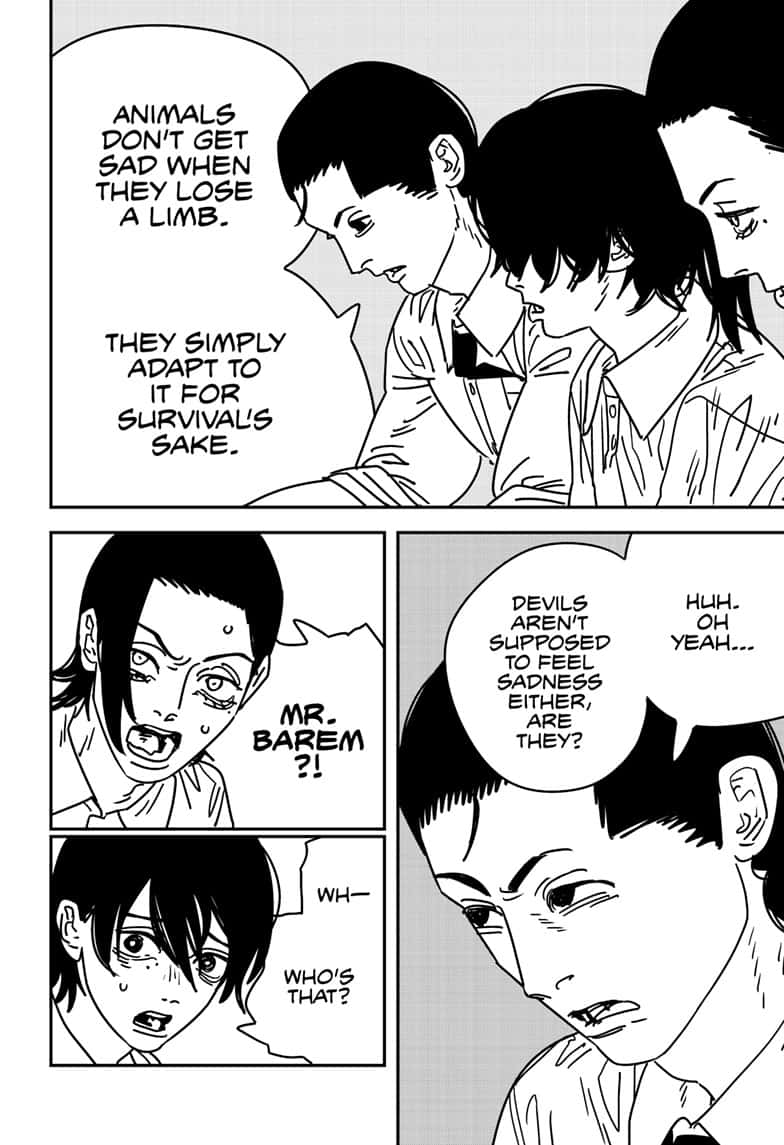 ANIMALS
DON'T GET
SAD WHEN
THEY LOSE
A LIMB.
THEY SIMPLY
ADAPT TO
IT FOR
SURVIVAL'S
SAKE.
HUH.
OH
YEAH...
DEVILS
AREN'T
SUPPOSED
TO FEEL
SADNESS
EITHER,
ARE
THEY?
MR.
BAREM
?!
WH—
WHO'S
THAT?